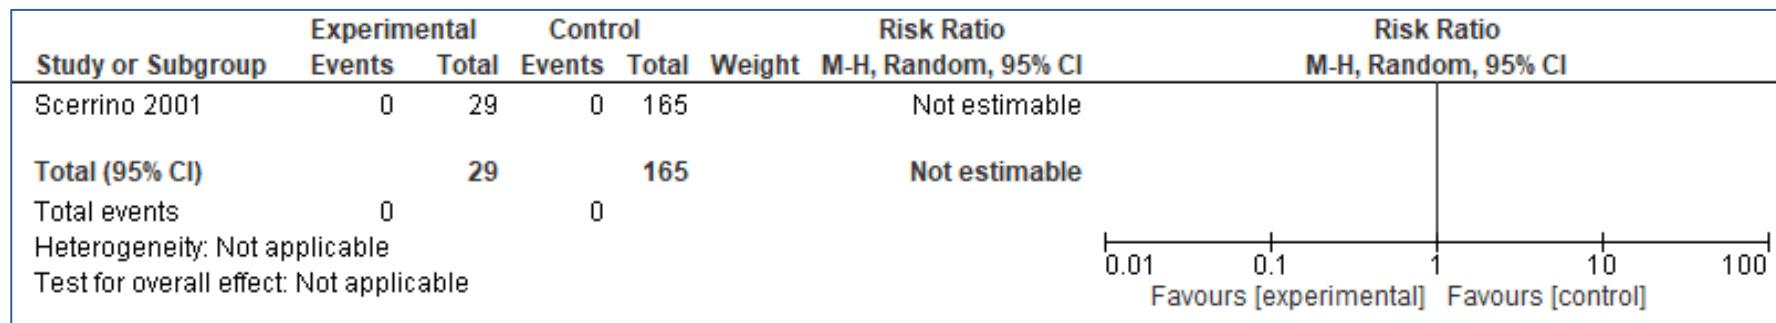 Experimental Control Risk Ratio Risk Ratio
Study or Subgroup Events Total Events Total Weight M-H, Random, 95% CI M-H, Random, 95% CI
Scerrino 2001 0 29 0 165 Not estimable
Total (95% CI) 29 165 Not estimable
Total events 0 0
Heterogeneity: Not applicable
Test for overall effect: Not applicable
0.01 0.1 1 10 100
Favours [experimental] Favours [control]